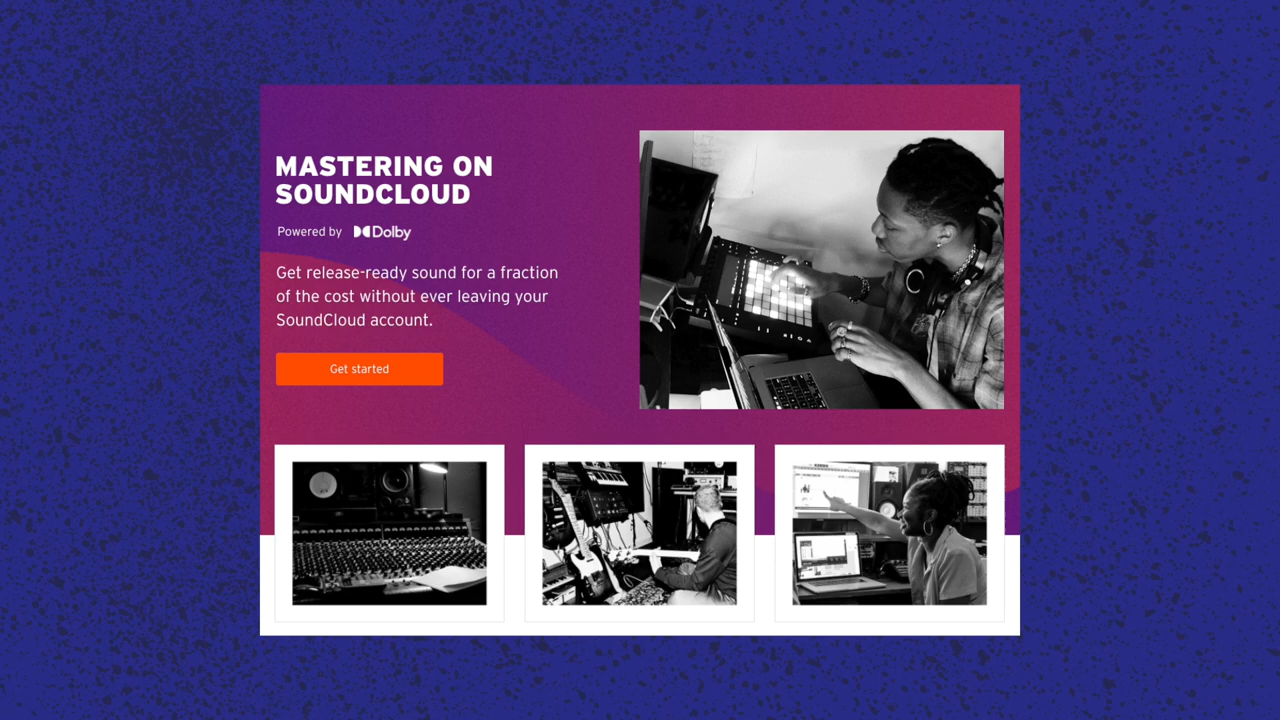 MASTERING ON
SOUNDCLOUD
Powered by Dolby
Get release-ready sound for a fraction
of the cost without ever leaving your
SoundCloud account.
Get started